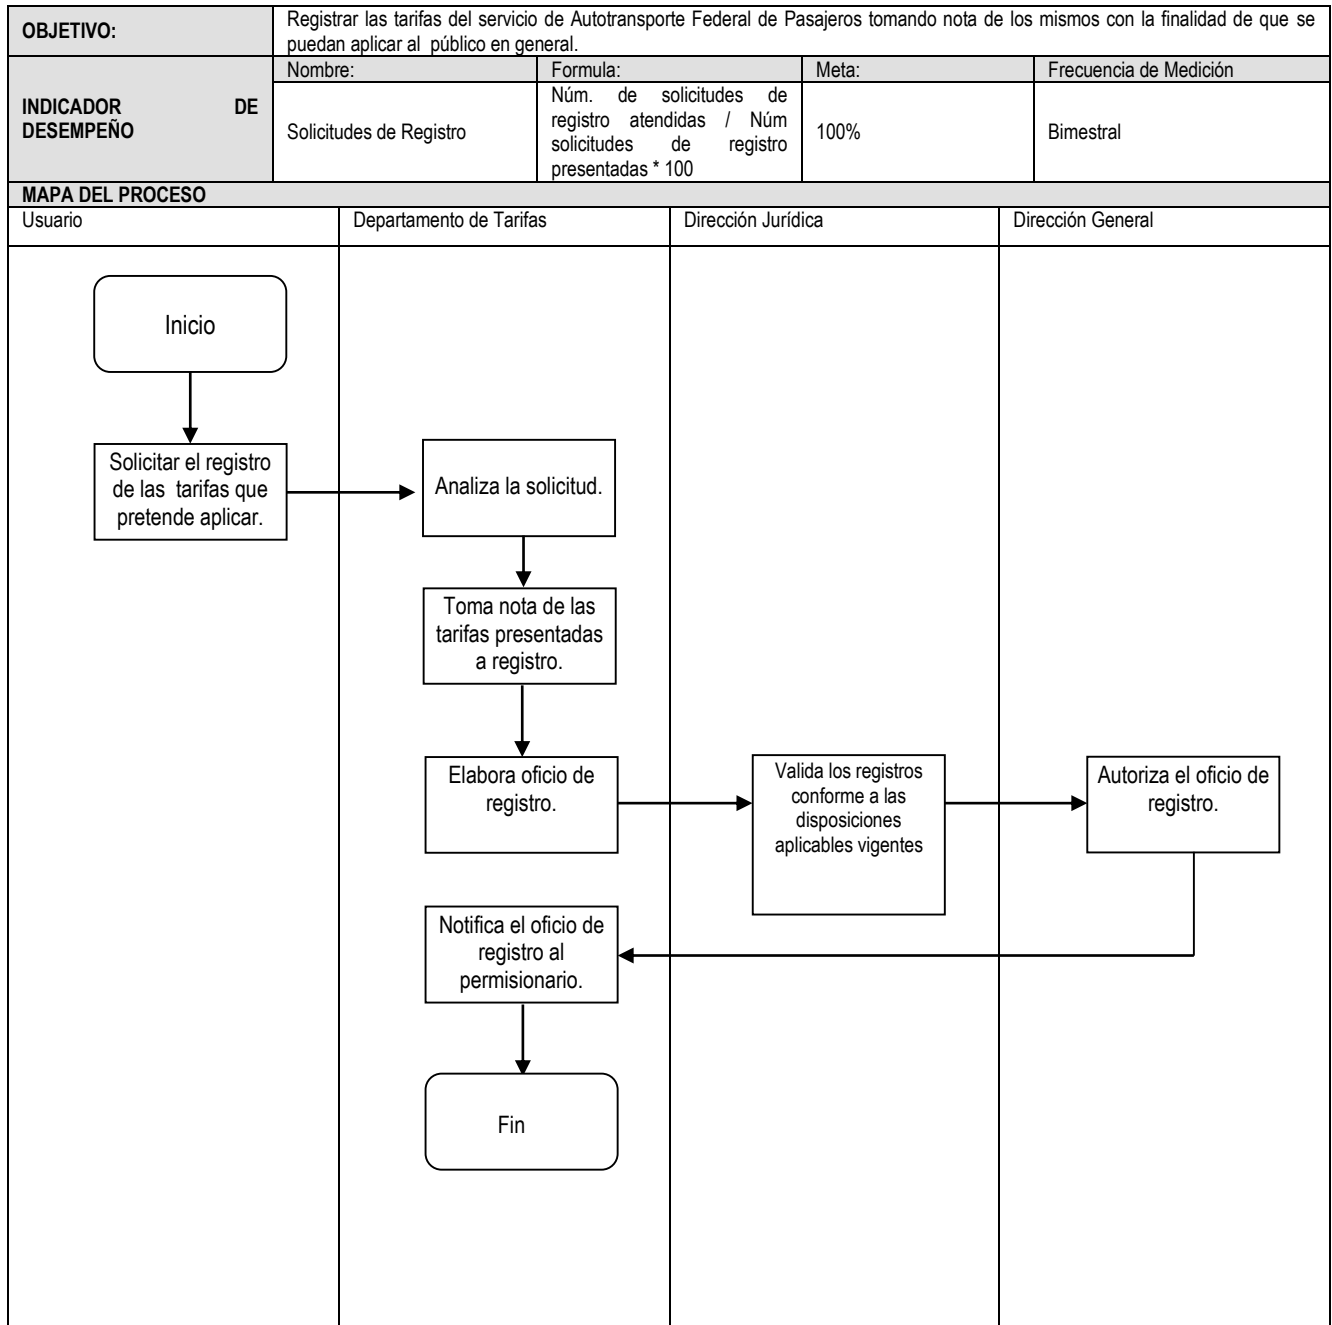 OBJETIVO:
Registrar las tarifas del servicio de Autotransporte Federal de Pasajeros tomando nota de los mismos con la finalidad de que se
puedan aplicar al público en general.
INDICADOR DE
DESEMPEÑO
Nombre:
Formula:
Meta:
Frecuencia de Medición
Solicitudes de Registro
Núm. de solicitudes de
registro atendidas / Núm
solicitudes de registro
presentadas * 100
100%
Bimestral
MAPA DEL PROCESO
Usuario
Departamento de Tarifas
Dirección Jurídica
Dirección General
Inicio
Solicitar el registro
de las tarifas que
pretende aplicar.
Analiza la solicitud.
Toma nota de las
tarifas presentadas
a registro.
Elabora oficio de
registro.
Valida los registros
conforme a las
disposiciones
aplicables vigentes
Autoriza el oficio de
registro.
Notifica el oficio de
registro al
permisionario.
Fin